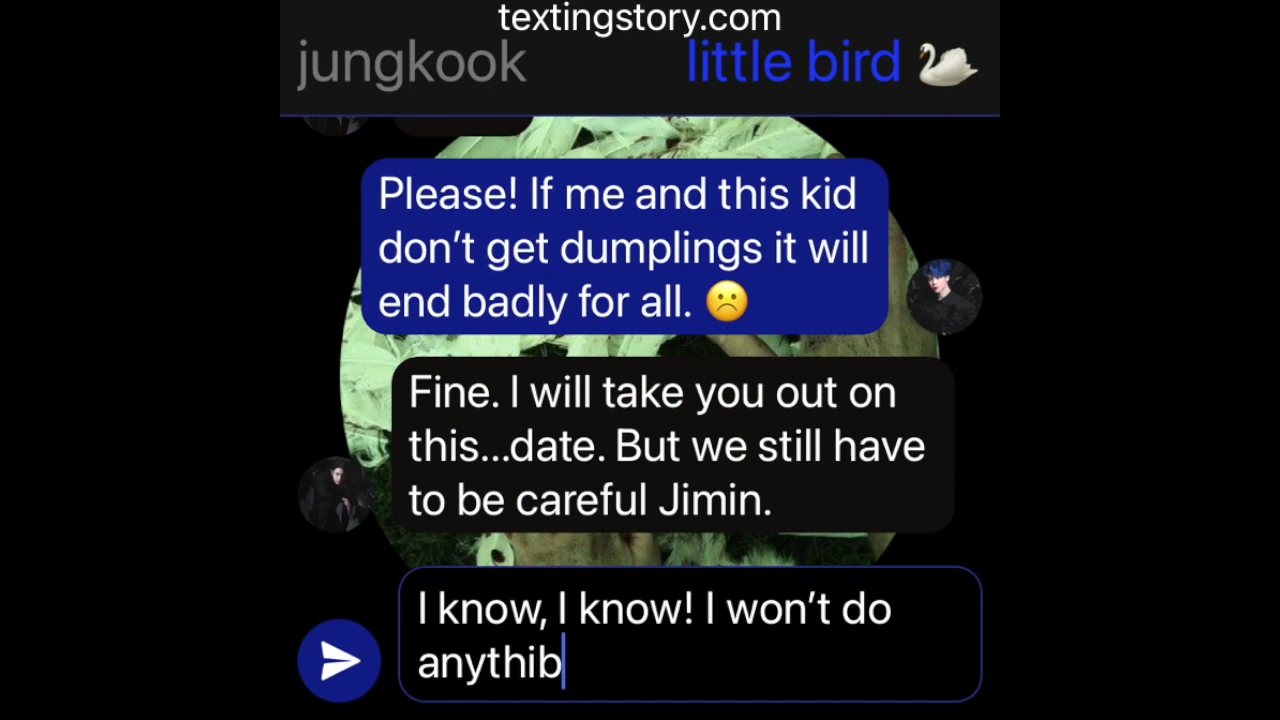 textingstory.com
jungkook
little bird 🦢
Please! If me and this kid
don’t get dumplings it will
end badly for all. ☹️
Fine. I will take you out on
this...date. But we still have
to be careful Jimin.
I know, I know! I won’t do
anythib